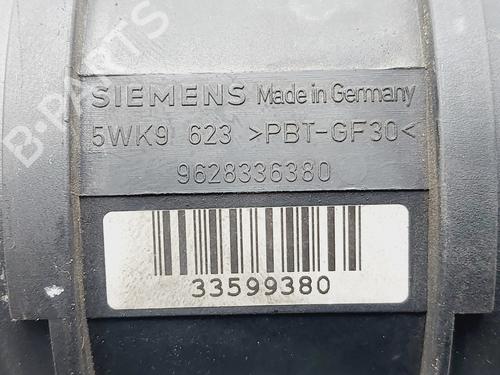 B-PARTS
SIEMENS Made in Germany
5WK9 623 >PBT-GF30<
9628336380
33599380